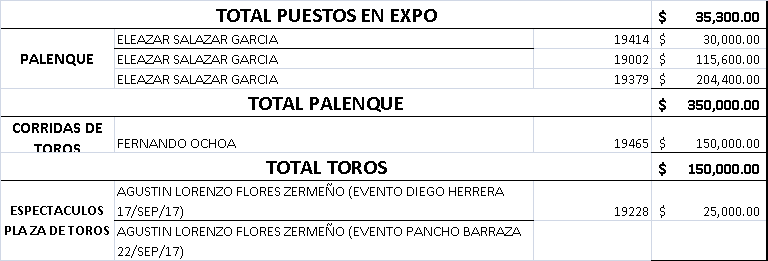 TOTAL PUESTOS EN EXPO $ 35,300.00
ELEAZAR SALAZAR GARCIA 19414 $ 30,000.00
PALENQUE ELEAZAR SALAZAR GARCIA 19002 $ 115,600.00
ELEAZAR SALAZAR GARCIA 19379 $ 204,400.00
TOTAL PALENQUE $ 350,000.00
CORRIDAS DE
TOROS FERNANDO OCHOA 19465 $ 150,000.00
TOTAL TOROS $ 150,000.00
AGUSTIN LORENZO FLORES ZERMEÑO (EVENTO DIEGO HERRERA
ESPECTACULOS 17/SEP/17) 19228 $ 25,000.00
PLAZA DE TOROS AGUSTIN LORENZO FLORES ZERMEÑO (EVENTO PANCHO BARRAZA
22/SEP/17)